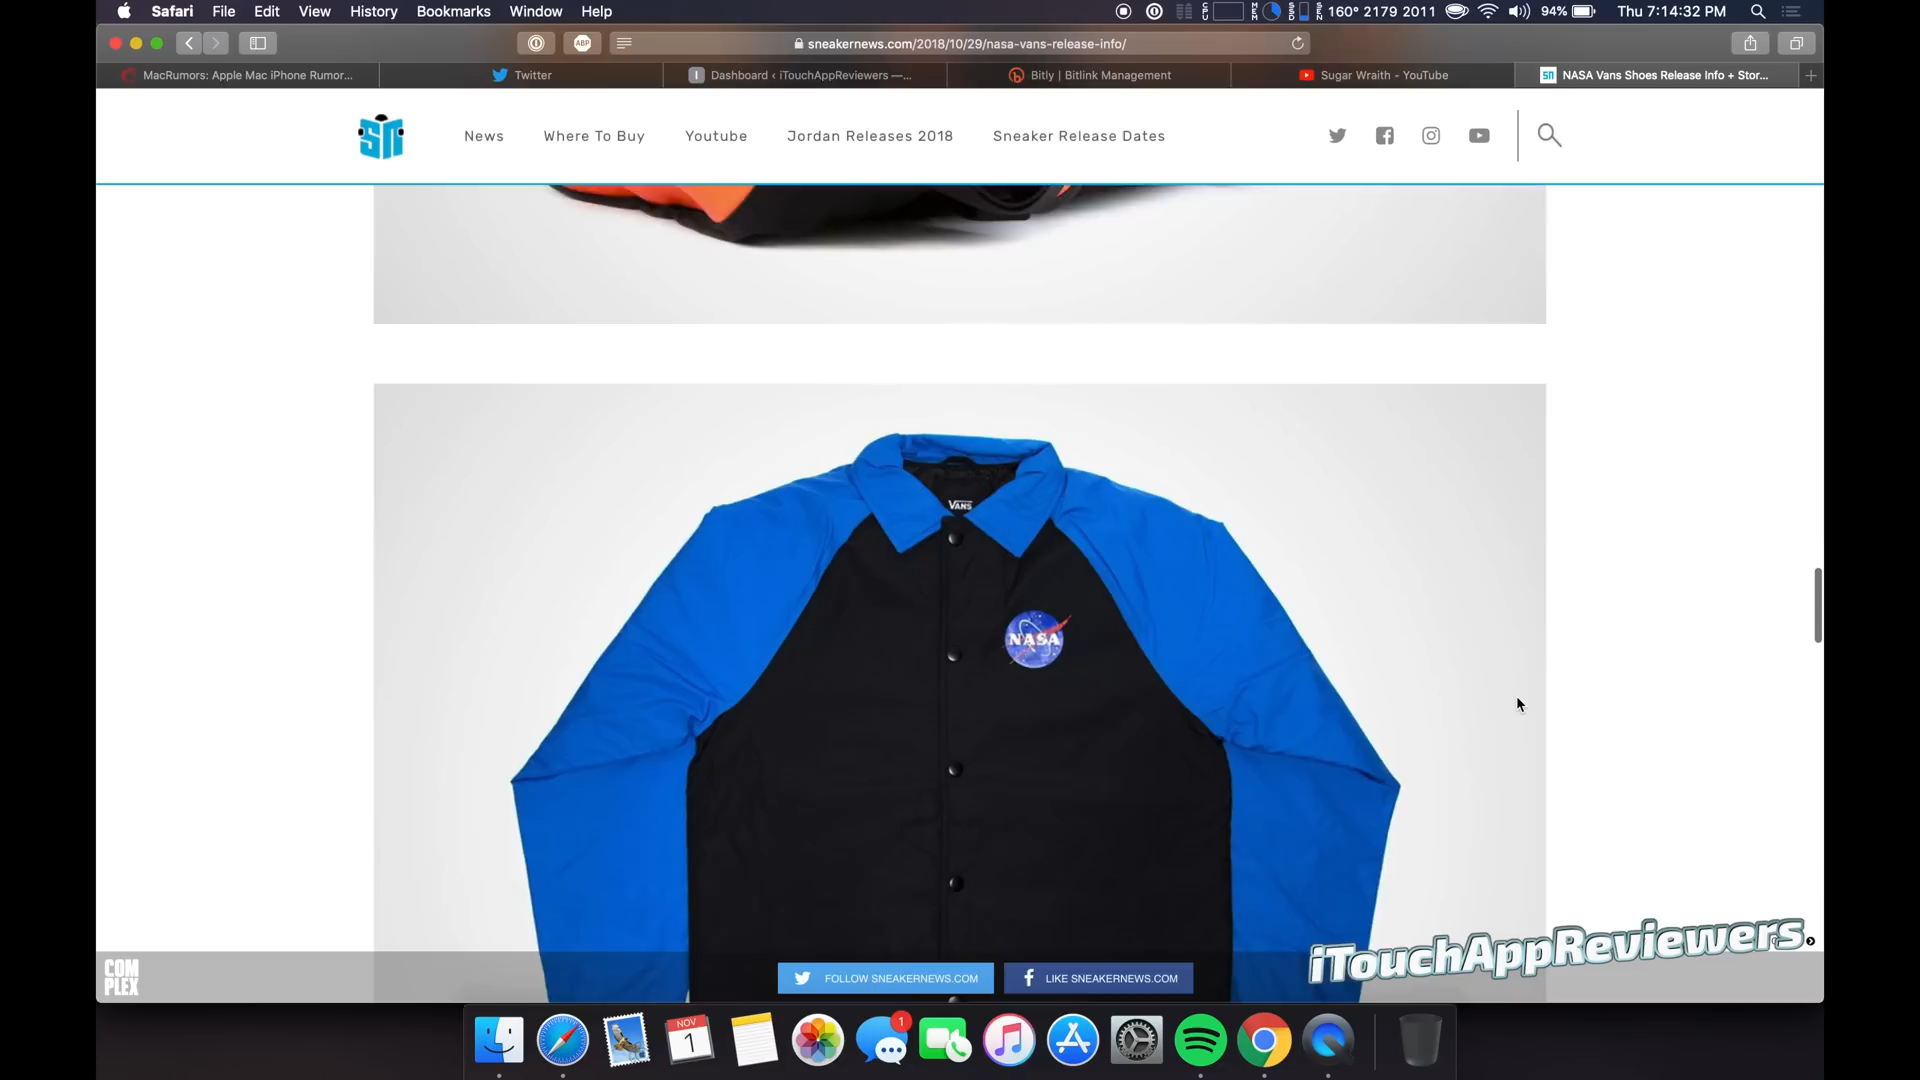 Safari File Edit View History Bookmarks Window Help 160° 2179 2011 94% Thu 7:14:32 PM
ABP sneakernews.com/2018/10/29/nasa-vans-release-info/
MacRumors: Apple Mac iPhone Rumor... Twitter Dashboard ‹ iTouchAppReviewers —... Bitly | Bitlink Management Sugar Wraith - YouTube NASA Vans Shoes Release Info + Stor...
SN News Where To Buy Youtube Jordan Releases 2018 Sneaker Release Dates
VANS
NASA
iTouchAppReviewers.
COM
PLEX
FOLLOW SNEAKERNEWS.COM LIKE SNEAKERNEWS.COM
NOV
1
1